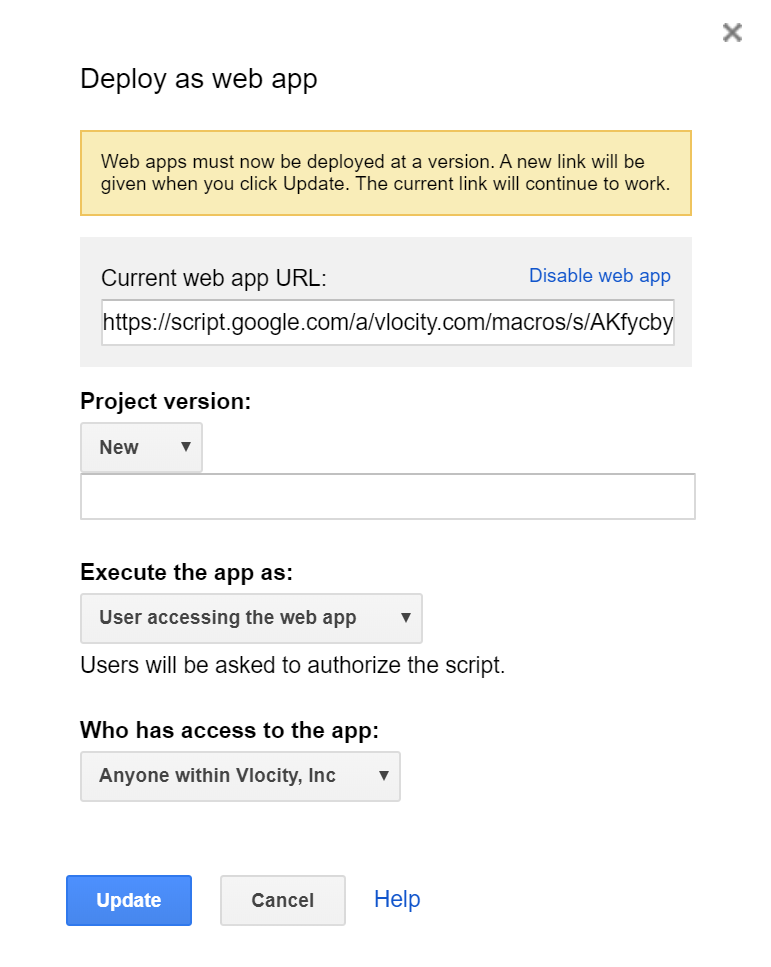 Deploy as web app
Web apps must now be deployed at a version. A new link will be
given when you click Update. The current link will continue to work.
Current web app URL:
Disable web app
https://script.google.com/a/vlocity.com/macros/s/AKfycby
Project version:
New
Execute the app as:
User accessing the web app
Users will be asked to authorize the script.
Who has access to the app:
Anyone within Vlocity, Inc
Update
Cancel
Help